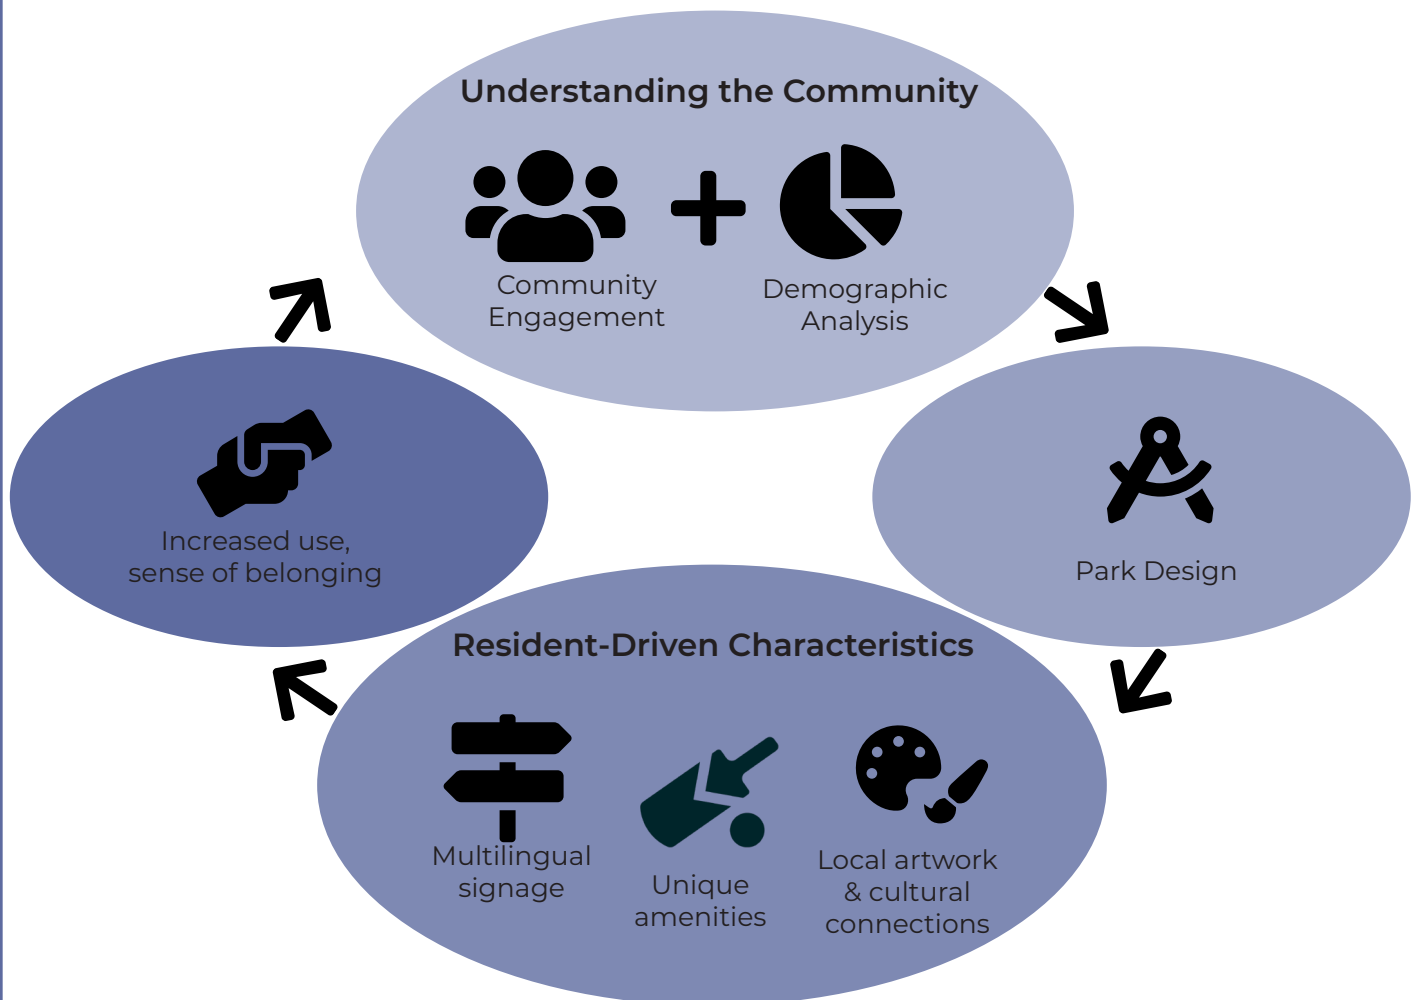 Understanding the Community
Community
Engagement
Demographic
Analysis
Increased use,
sense of belonging
Park Design
Resident-Driven Characteristics
Multilingual
signage
Unique
amenities
Local artwork
& cultural
connections